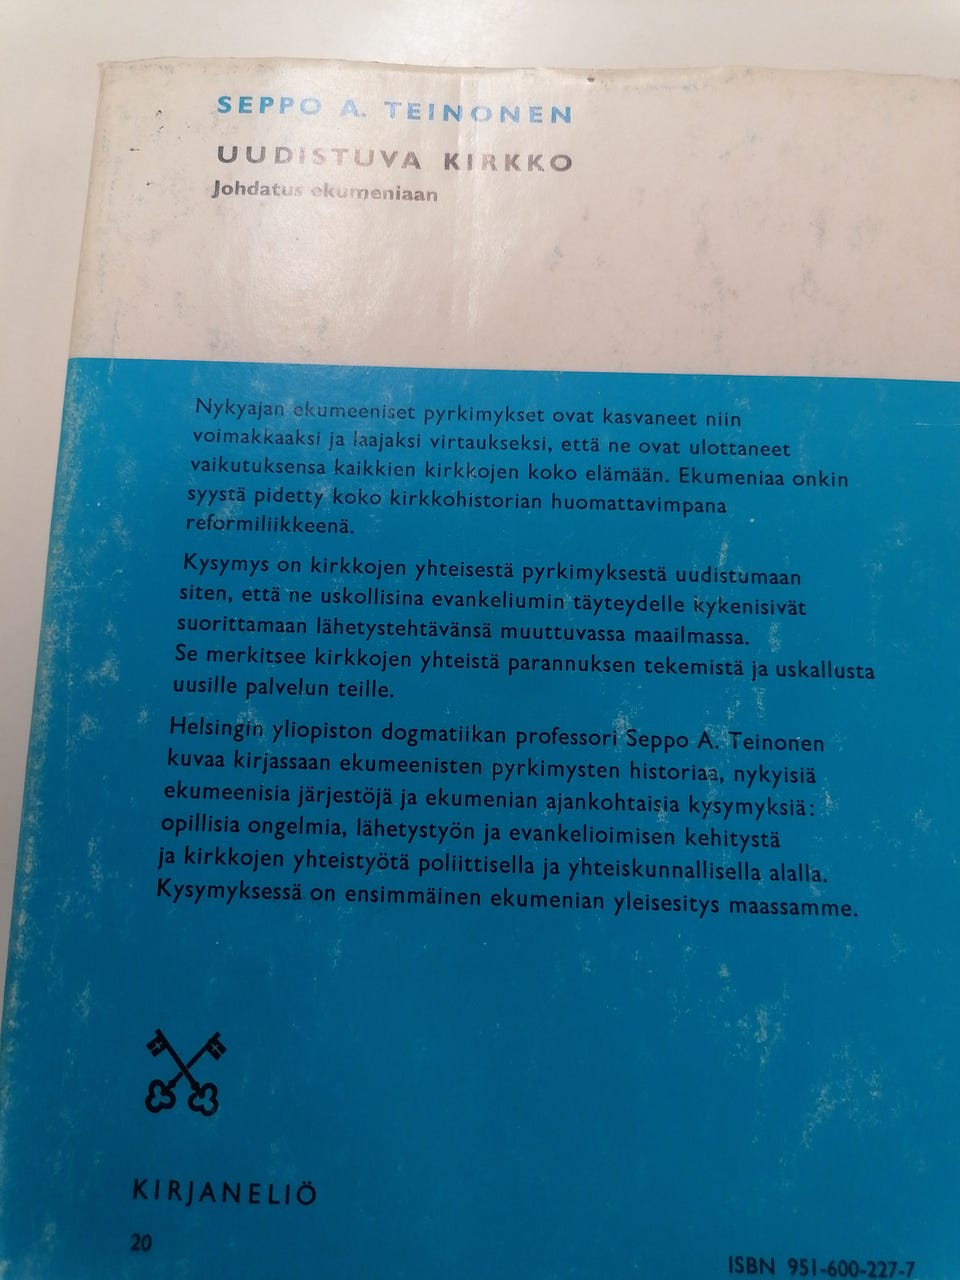 SEPPO A. TEINONEN
UUDISTUVA KIRKKO
Johdatus ekumeniaan
Nykyajan ekumeeniset pyrkimykset ovat kasvaneet niin
voimakkaaksi ja laajaksi virtaukseksi, että ne ovat ulottaneet
vaikutuksensa kaikkien kirkkojen koko elämään. Ekumeniaa onkin
syystä pidetty koko kirkkohistorian huomattavimpana
reformiliikkeenä.
Kysymys on kirkkojen yhteisestä pyrkimyksestä uudistumaan
siten, että ne uskollisina evankeliumin täyteydelle kykenisivät
suorittamaan lähetystehtävänsä muuttuvassa maailmassa.
Se merkitsee kirkkojen yhteistä parannuksen tekemistä ja uskallusta
uusille palvelun teille.
Helsingin yliopiston dogmatiikan professori Seppo A. Teinonen
kuvaa kirjassaan ekumeenisten pyrkimysten historiaa, nykyisiä
ekumeenisia järjestöjä ja ekumenian ajankohtaisia kysymyksiä:
opillisia ongelmia, lähetystyön ja evankelioimisen kehitystä
ja kirkkojen yhteistyötä poliittisella ja yhteiskunnallisella alalla.
Kysymyksessä on ensimmäinen ekumenian yleisesitys maassamme.
KIRJANELIÖ
20
ISBN 951-600-227-7